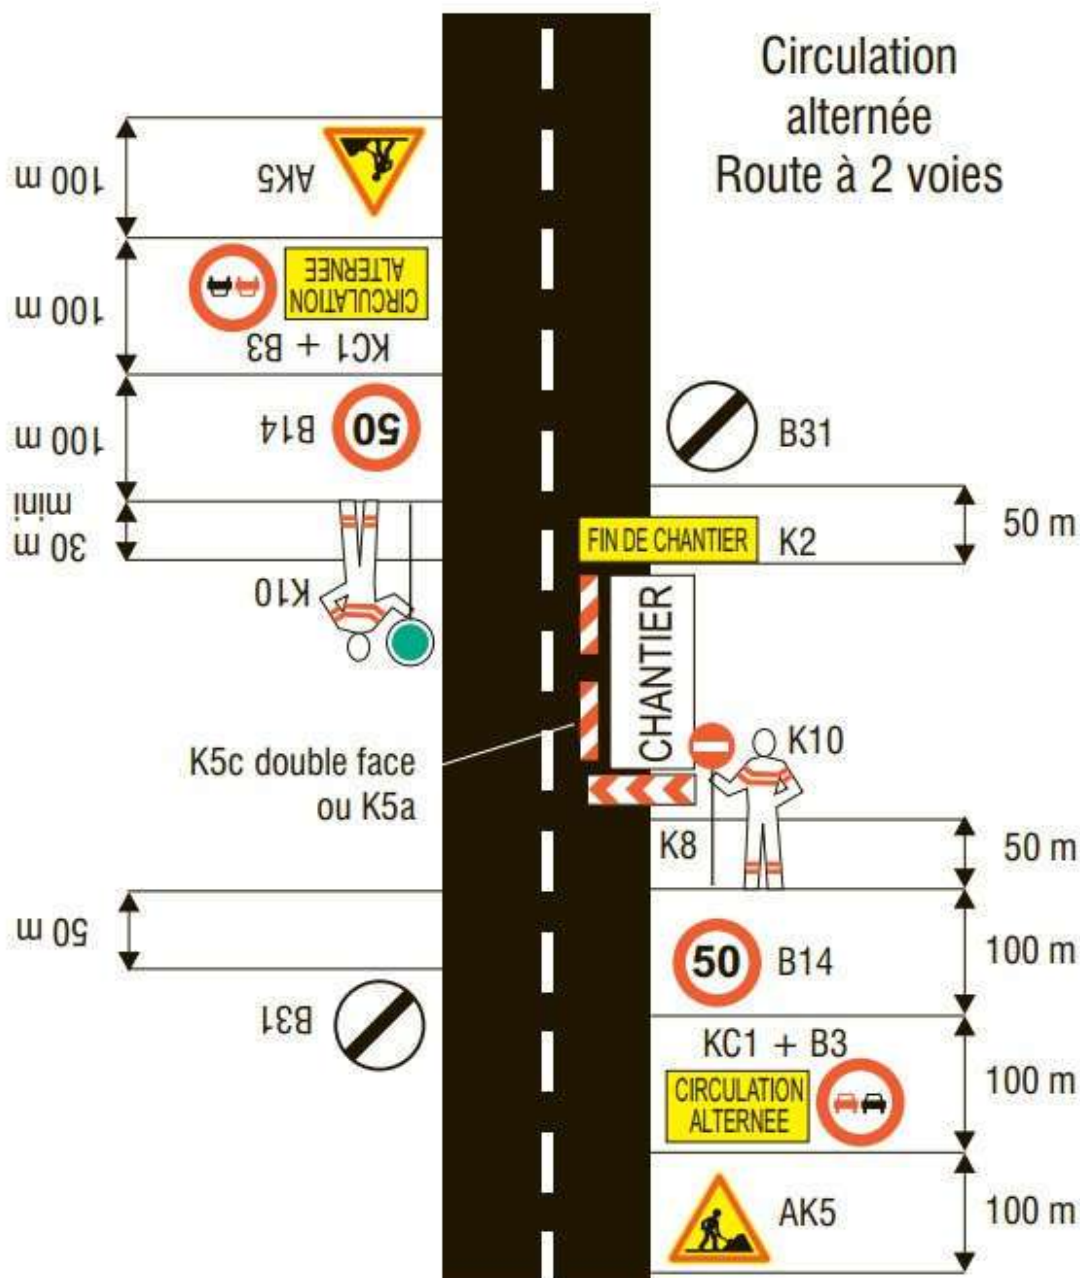 Circulation
alternée
Route à 2 voies
100 m
AK5
100 m
CIRCULATION
ALTERNEE
KC1 + B3
100 m
B14
50
30 m
mini
K10
B31
50 m
FIN DE CHANTIER
K2
CHANTIER
K10
K5c double face
ou K5a
K8
50 m
50 m
B31
50
B14
100 m
KC1 + B3
CIRCULATION
ALTERNEE
100 m
AK5
100 m